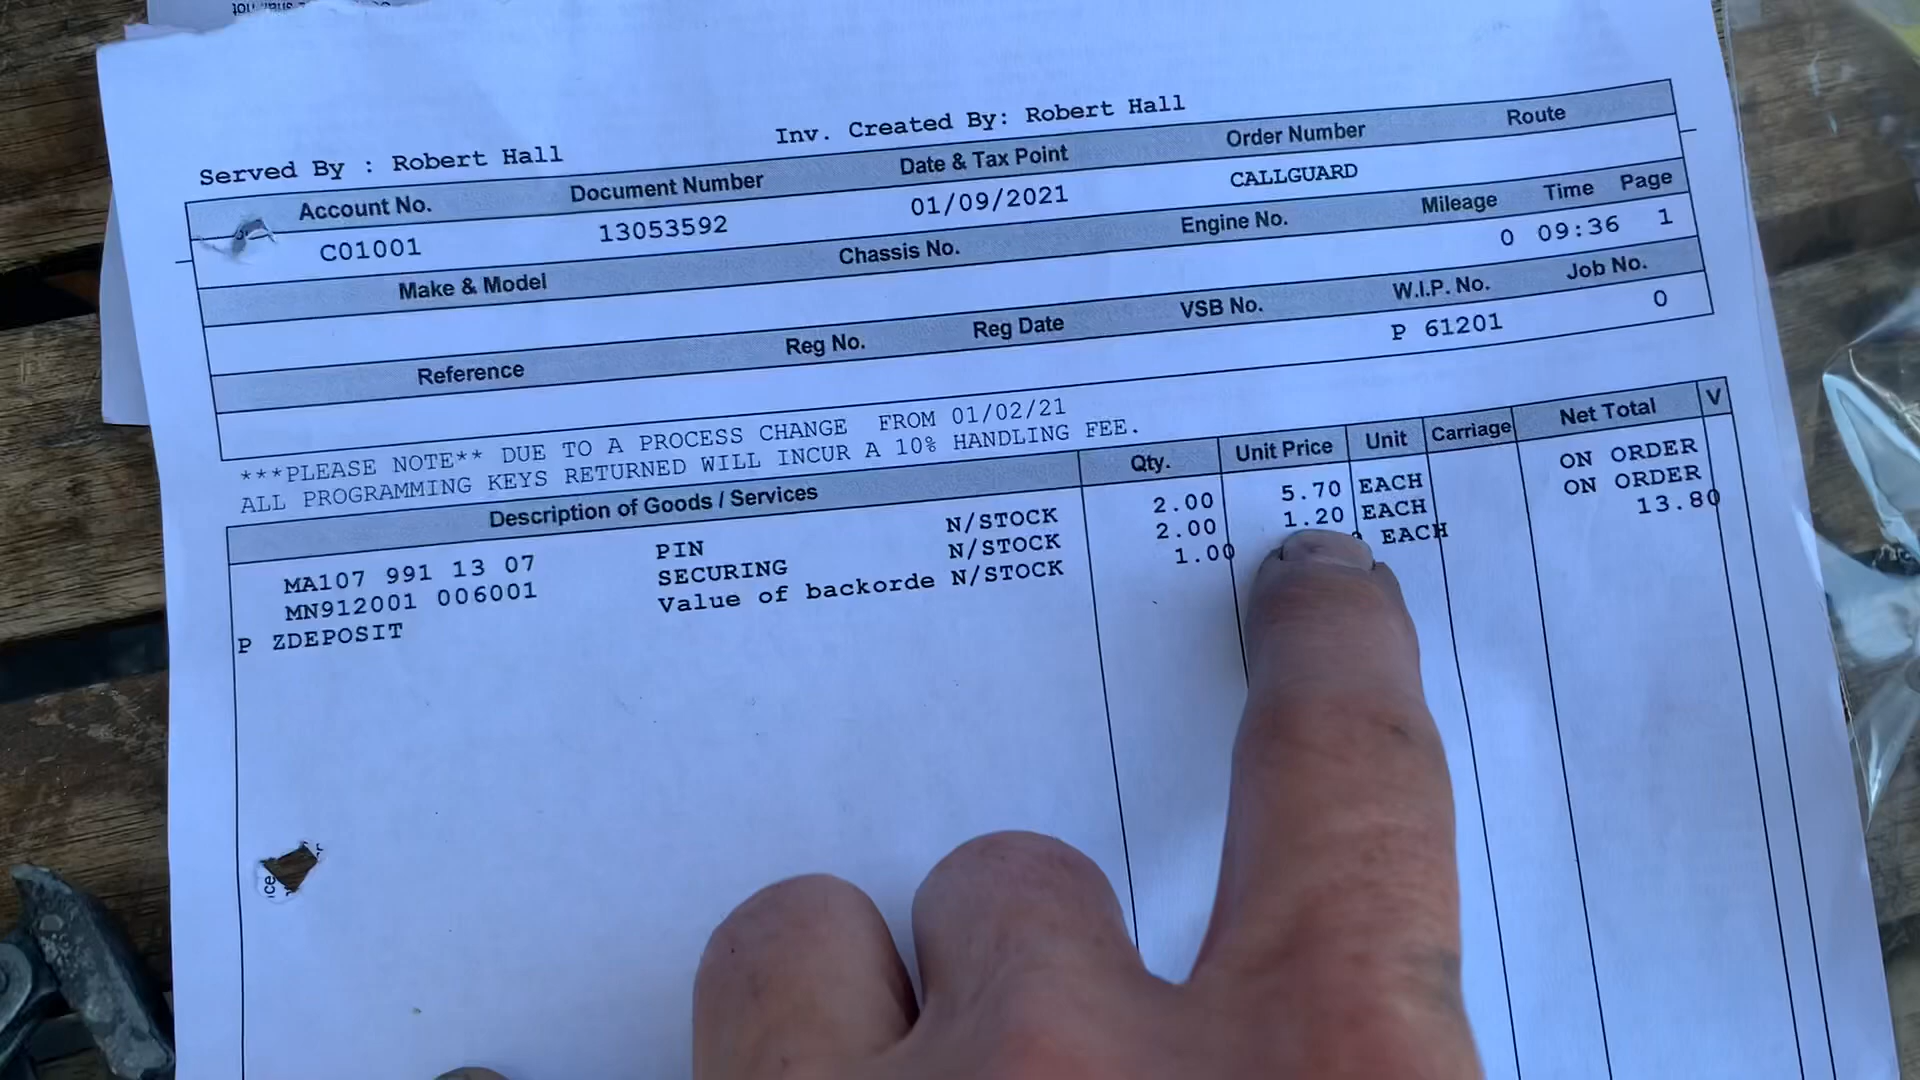 Served By : Robert Hall Inv. Created By: Robert Hall
Account No. Document Number Date & Tax Point Order Number Route
C01001 13053592 01/09/2021 CALLGUARD
Make & Model Chassis No. Engine No. Mileage Time Page
0 09:36 1
Reference Reg No. Reg Date VSB No. W.I.P. No. Job No.
P 61201 0
***PLEASE NOTE** DUE TO A PROCESS CHANGE FROM 01/02/21
ALL PROGRAMMING KEYS RETURNED WILL INCUR A 10% HANDLING FEE.
Description of Goods / Services Qty. Unit Price Unit Carriage Net Total V
MA107 991 13 07 PIN N/STOCK 2.00 5.70 EACH ON ORDER
MN912001 006001 SECURING N/STOCK 2.00 1.20 EACH ON ORDER
P ZDEPOSIT Value of backorde N/STOCK 1.00 EACH 13.80